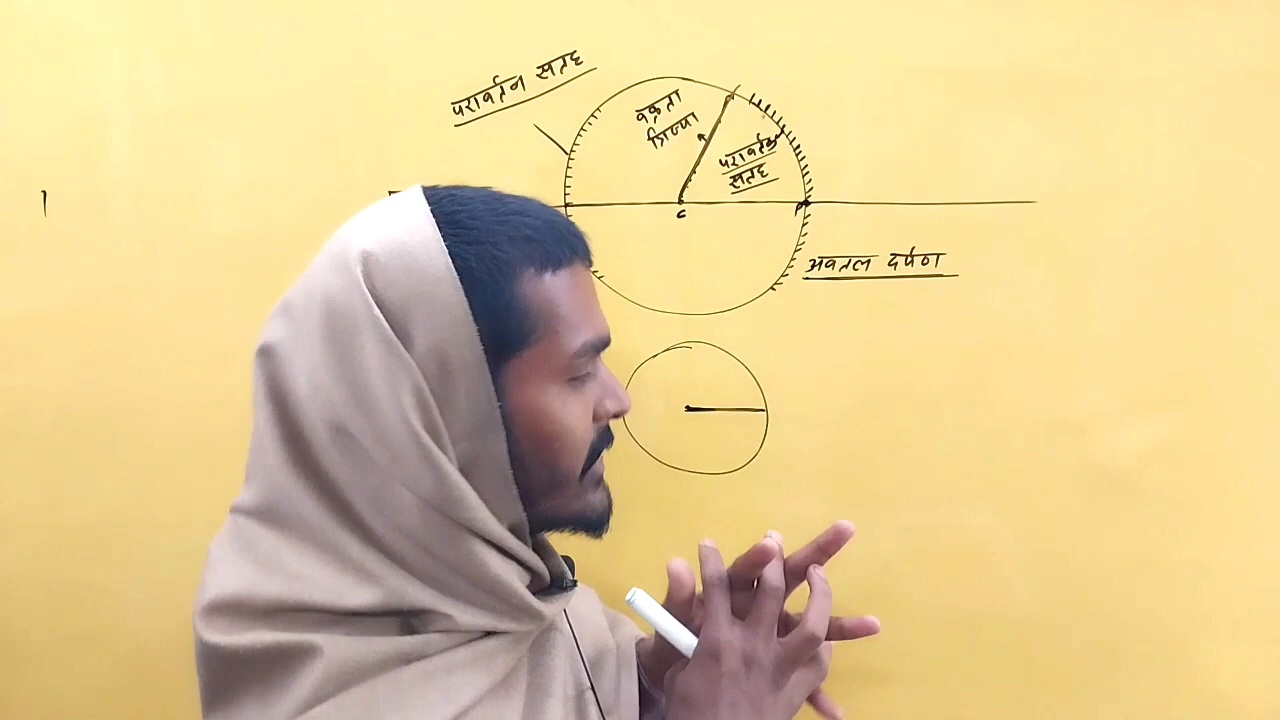 परावर्तन सतह
वक्रता
त्रिज्या
परावर्तक
सतह
C
P
अवतल दर्पण